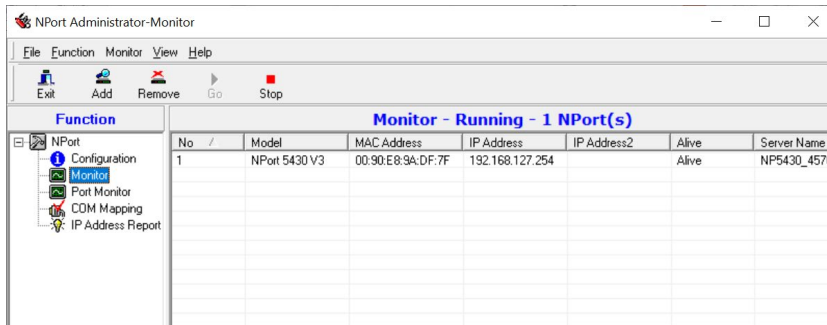 NPort Administrator-Monitor
File Function Monitor View Help
Exit Add Remove Go Stop
Function
Monitor - Running - 1 NPort(s)
NPort
Configuration
Monitor
Port Monitor
COM Mapping
IP Address Report
No Model MAC Address IP Address IP Address2 Alive Server Name
1 NPort 5430 V3 00:90:E8:9A:DF:7F 192.168.127.254 Alive NP5430_457